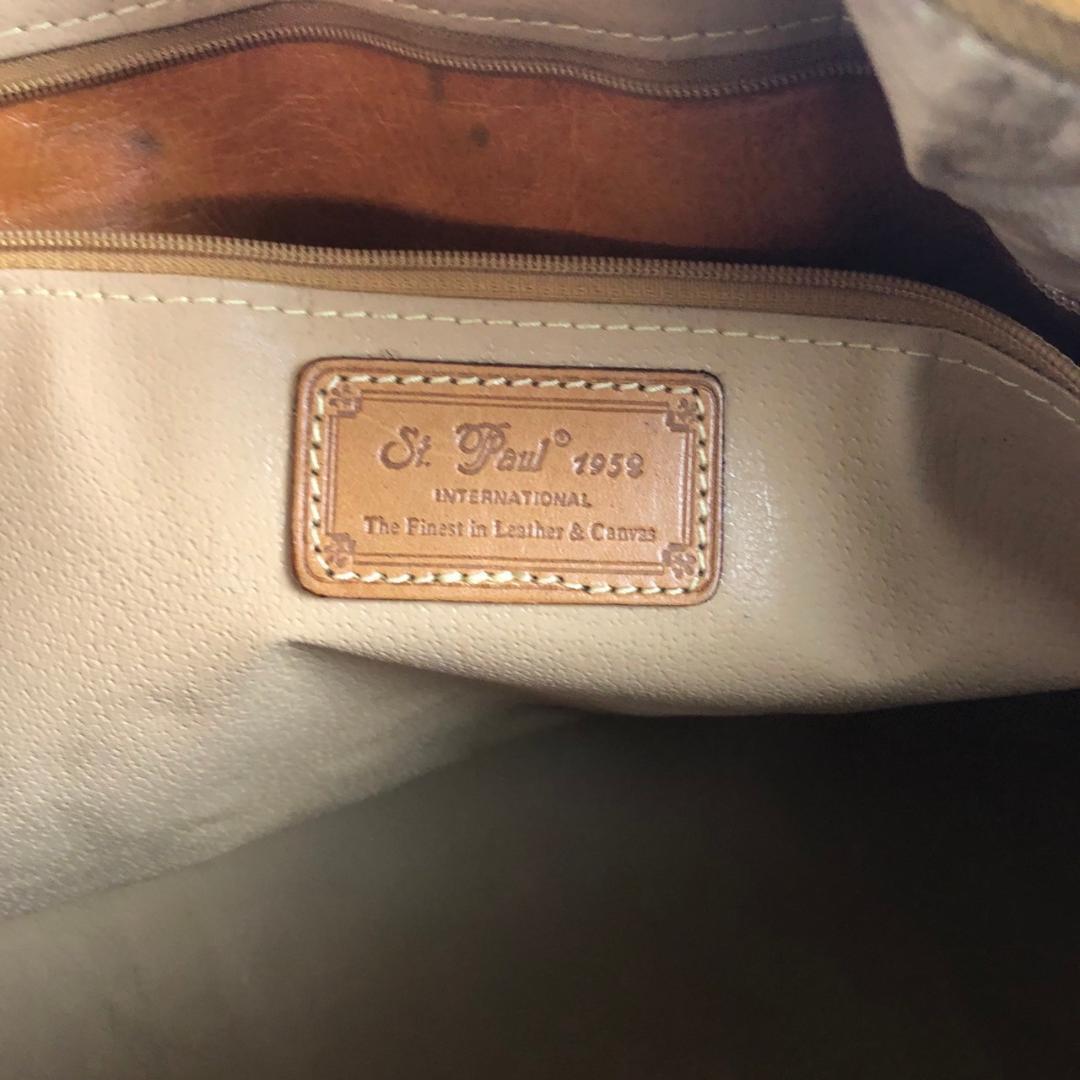 St. Paul® 1958
INTERNATIONAL
The Finest in Leather & Canvas